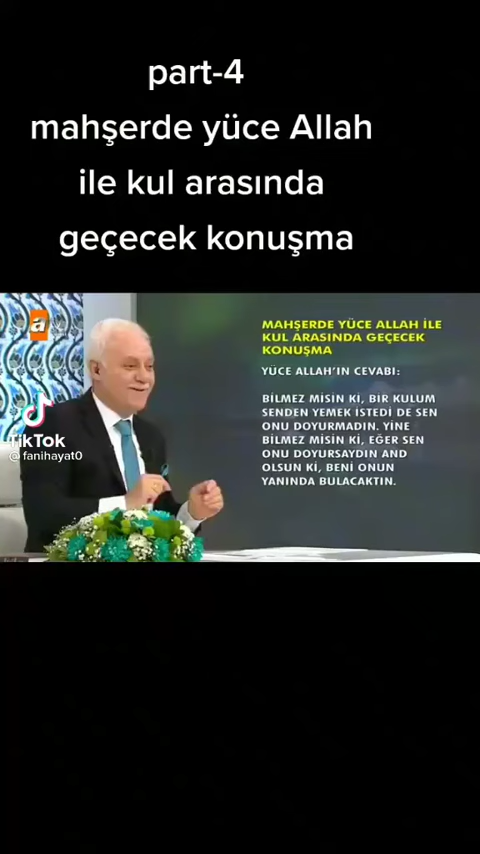 part-4
mahşerde yüce Allah
ile kul arasında
geçecek konuşma
a
MAHŞERDE YÜCE ALLAH İLE
KUL ARASINDA GEÇECEK
KONUŞMA
YÜCE ALLAH'IN CEVABI:
BİLMEZ MİSİN Kİ, BİR KULUM
SENDEN YEMEK İSTEDİ DE SEN
ONU DOYURMADIN. YİNE
BİLMEZ MİSİN Kİ, EĞER SEN
ONU DOYURSAYDIN AND
OLSUN Kİ, BENİ ONUN
YANINDA BULACAKTIN.
TikTok
@fanihayat0